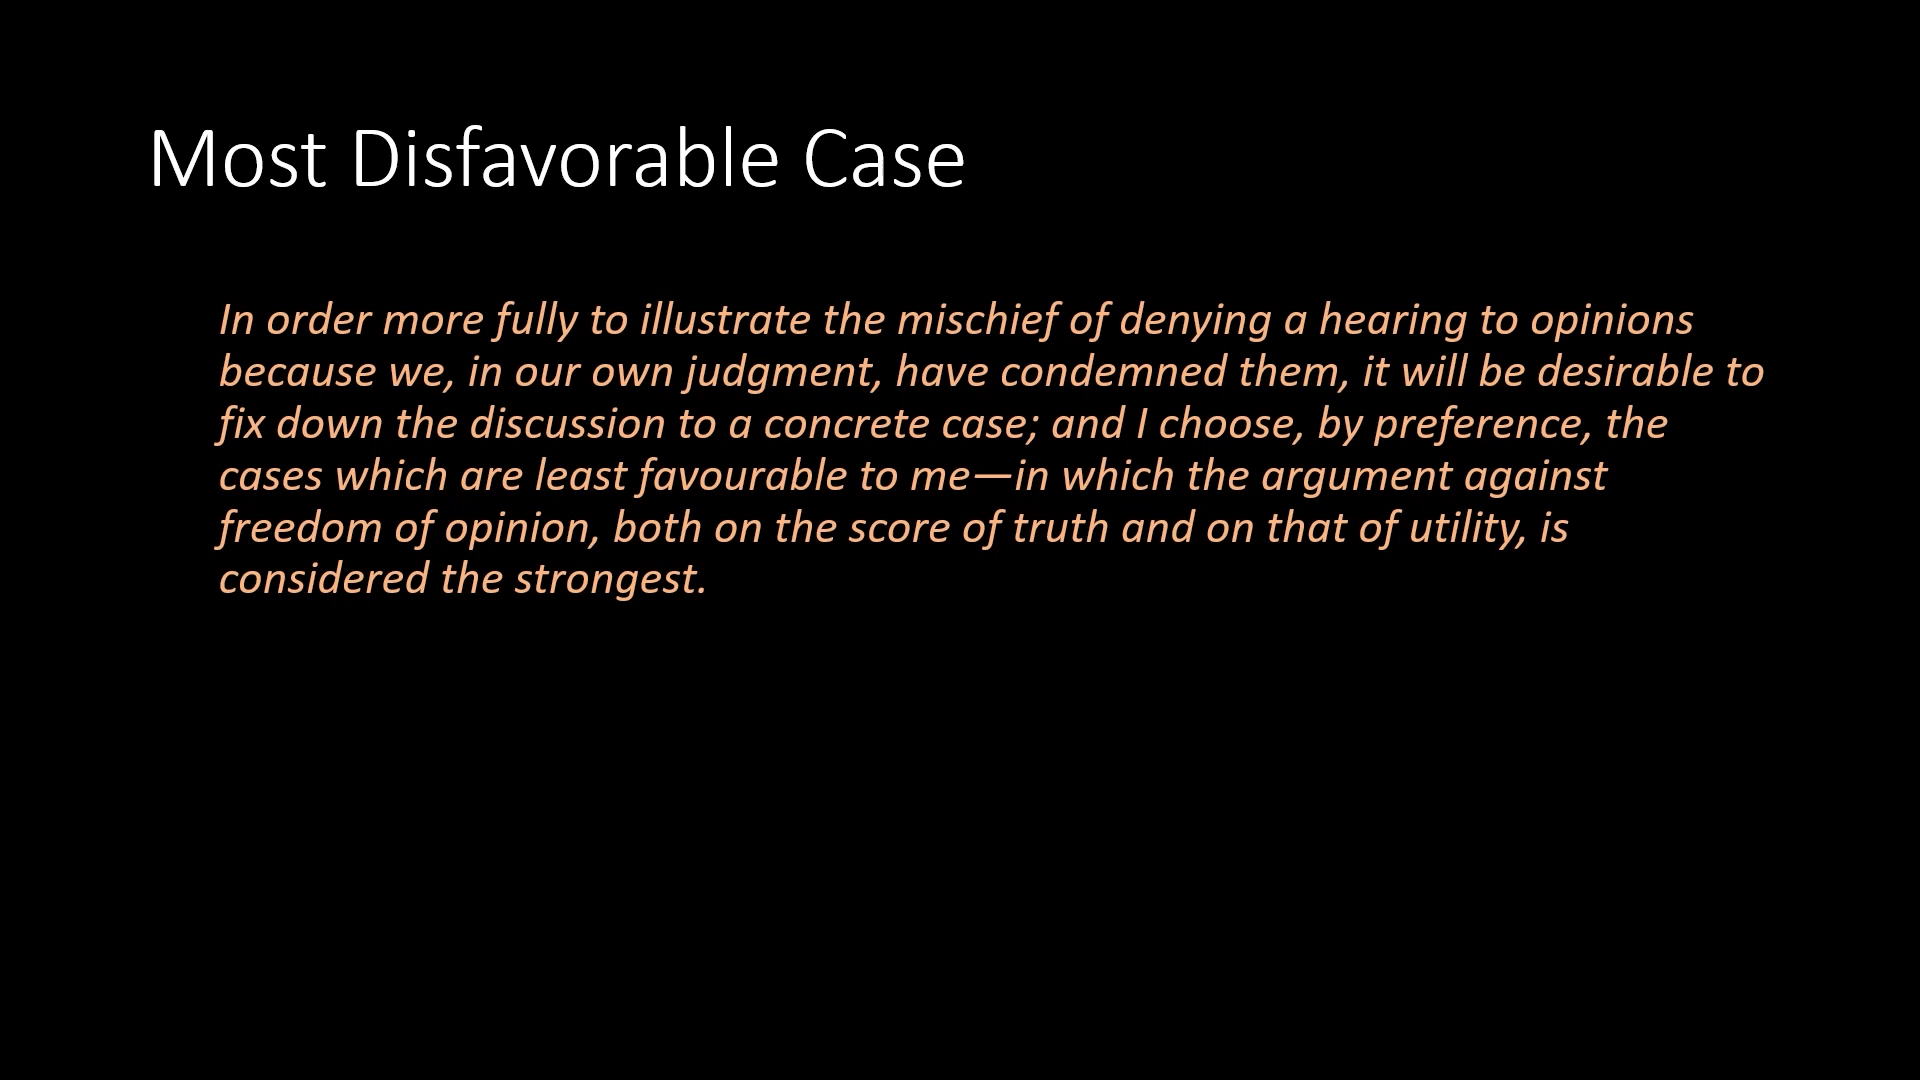 Most Disfavorable Case
In order more fully to illustrate the mischief of denying a hearing to opinions
because we, in our own judgment, have condemned them, it will be desirable to
fix down the discussion to a concrete case; and I choose, by preference, the
cases which are least favourable to me—in which the argument against
freedom of opinion, both on the score of truth and on that of utility, is
considered the strongest.